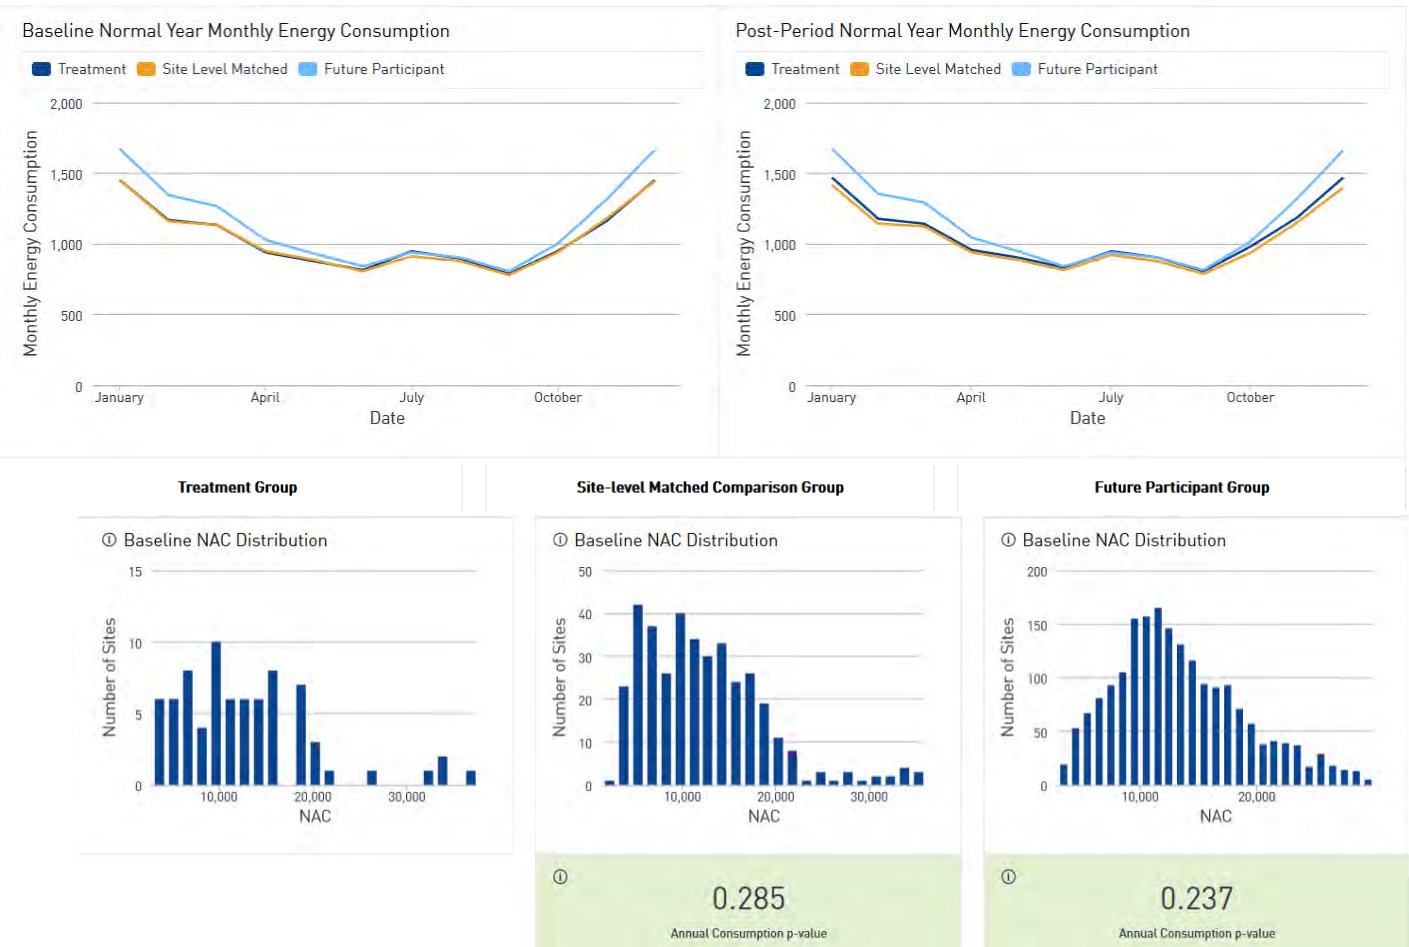 Baseline Normal Year Monthly Energy Consumption
Treatment Site Level Matched Future Participant
2,000
1,500
1,000
500
0
Monthly Energy Consumption
January April July October
Date
Post-Period Normal Year Monthly Energy Consumption
Treatment Site Level Matched Future Participant
2,000
1,500
1,000
500
0
Monthly Energy Consumption
January April July October
Date
Treatment Group
Baseline NAC Distribution
15
10
5
0
Number of Sites
10,000 20,000 30,000
NAC
Site-level Matched Comparison Group
Baseline NAC Distribution
50
40
30
20
10
0
Number of Sites
10,000 20,000 30,000
NAC
0.285
Annual Consumption p-value
Future Participant Group
Baseline NAC Distribution
200
150
100
50
0
Number of Sites
10,000 20,000
NAC
0.237
Annual Consumption p-value